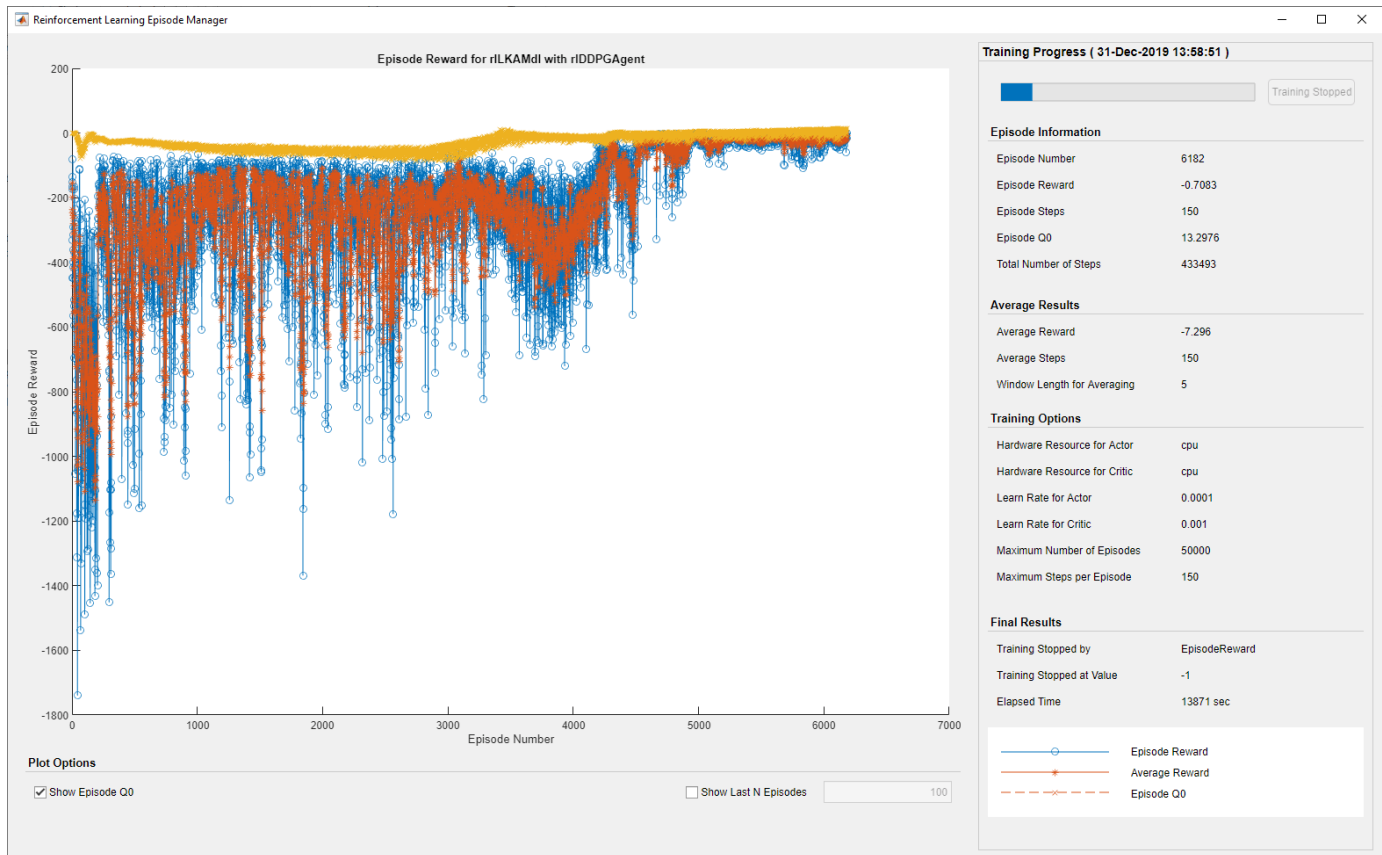 Reinforcement Learning Episode Manager
Episode Reward for rlLKAMdl with rlDDPGAgent
200
0
-200
-400
-600
-800
-1000
-1200
-1400
-1600
-1800
Episode Reward
0
1000
2000
3000
4000
5000
6000
7000
Episode Number
Plot Options
Show Episode Q0
Show Last N Episodes
100
Training Progress ( 31-Dec-2019 13:58:51 )
Training Stopped
Episode Information
Episode Number 6182
Episode Reward -0.7083
Episode Steps 150
Episode Q0 13.2976
Total Number of Steps 433493
Average Results
Average Reward -7.296
Average Steps 150
Window Length for Averaging 5
Training Options
Hardware Resource for Actor cpu
Hardware Resource for Critic cpu
Learn Rate for Actor 0.0001
Learn Rate for Critic 0.001
Maximum Number of Episodes 50000
Maximum Steps per Episode 150
Final Results
Training Stopped by EpisodeReward
Training Stopped at Value -1
Elapsed Time 13871 sec
Episode Reward
Average Reward
Episode Q0